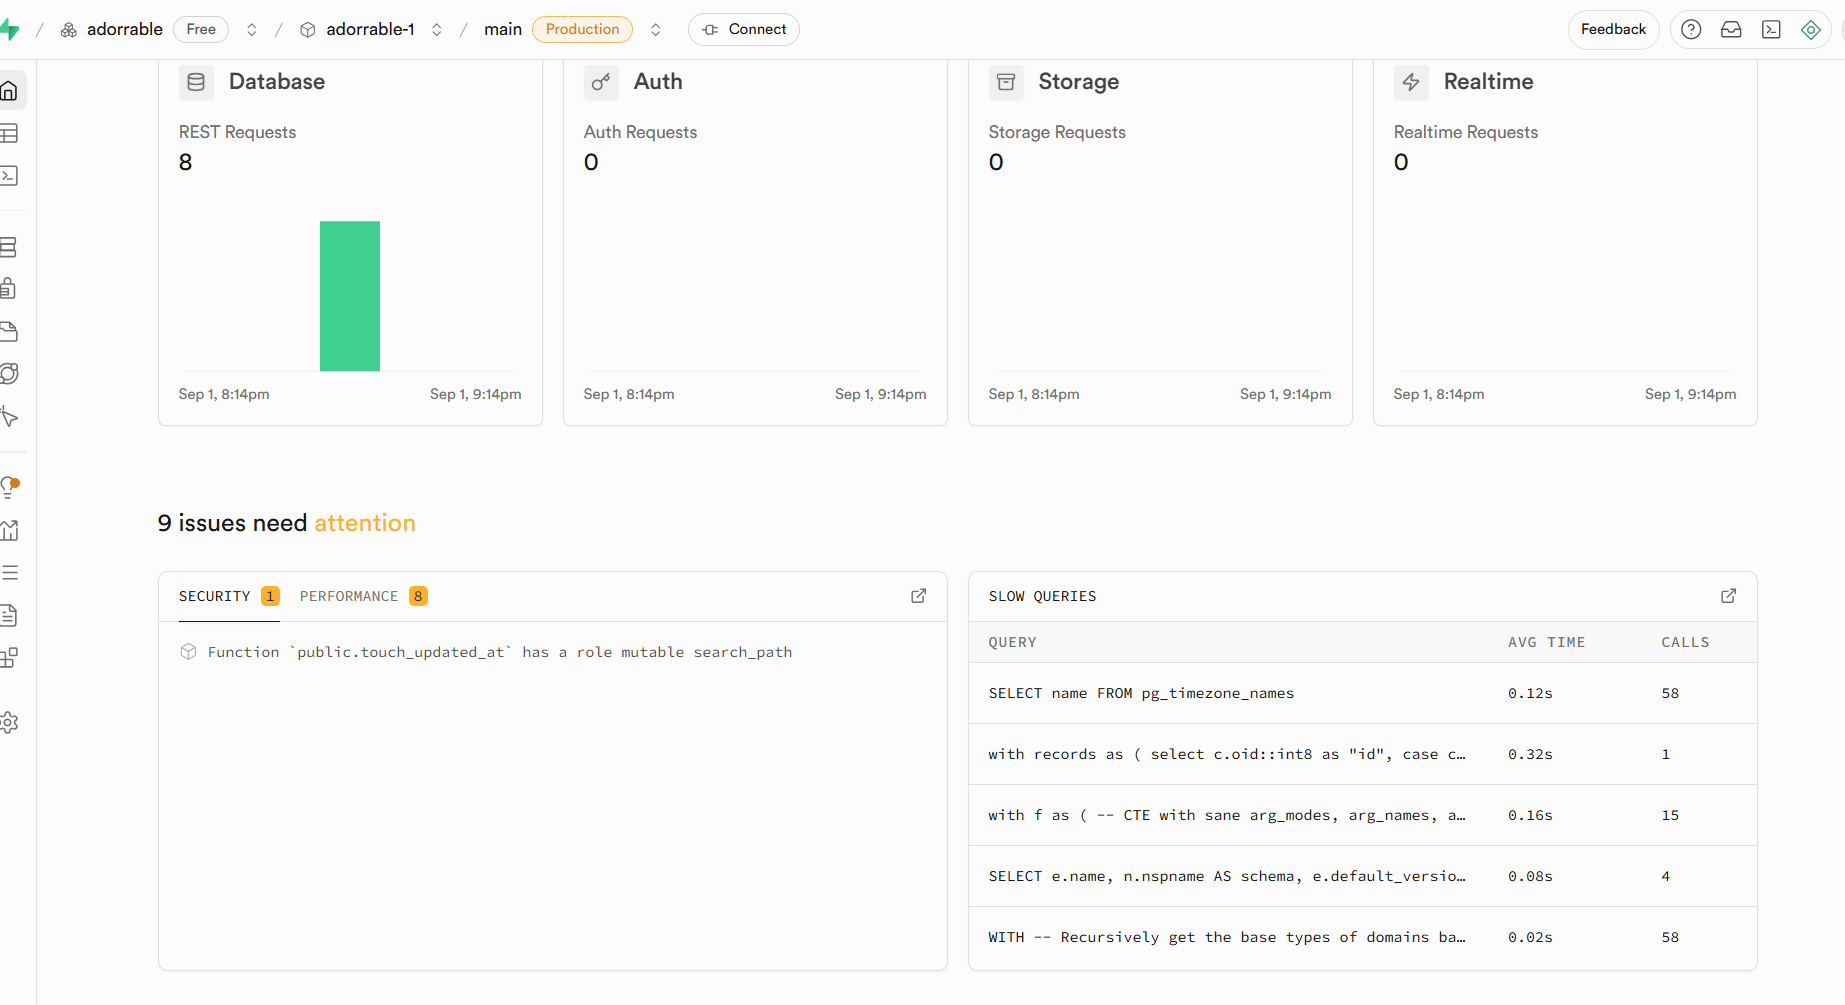 / adorrable Free / adorrable-1 / main Production Connect Feedback
Database
REST Requests
8
Sep 1, 8:14pm Sep 1, 9:14pm
Auth
Auth Requests
0
Sep 1, 8:14pm Sep 1, 9:14pm
Storage
Storage Requests
0
Sep 1, 8:14pm Sep 1, 9:14pm
Realtime
Realtime Requests
0
Sep 1, 8:14pm Sep 1, 9:14pm
9 issues need attention
SECURITY 1 PERFORMANCE 8
Function `public.touch_updated_at` has a role mutable search_path
SLOW QUERIES
QUERY AVG TIME CALLS
SELECT name FROM pg_timezone_names 0.12s 58
with records as ( select c.oid::int8 as "id", case c… 0.32s 1
with f as ( -- CTE with sane arg_modes, arg_names, a… 0.16s 15
SELECT e.name, n.nspname AS schema, e.default_versio… 0.08s 4
WITH -- Recursively get the base types of domains ba… 0.02s 58